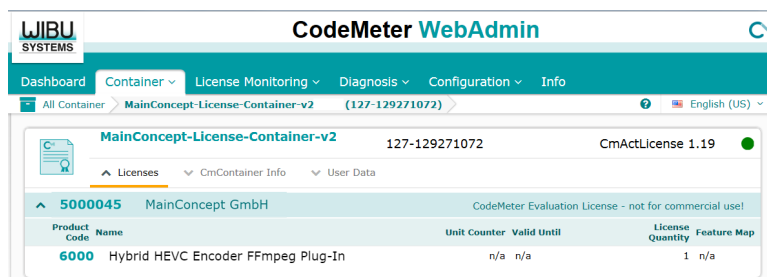 WIBU
SYSTEMS
CodeMeter WebAdmin
Dashboard Container License Monitoring Diagnosis Configuration Info
All Container MainConcept-License-Container-v2 (127-129271072) English (US)
MainConcept-License-Container-v2 127-129271072 CmActLicense 1.19
Licenses CmContainer Info User Data
5000045 MainConcept GmbH CodeMeter Evaluation License - not for commercial use!
Product Code Name Unit Counter Valid Until License Quantity Feature Map
6000 Hybrid HEVC Encoder FFmpeg Plug-In n/a n/a 1 n/a